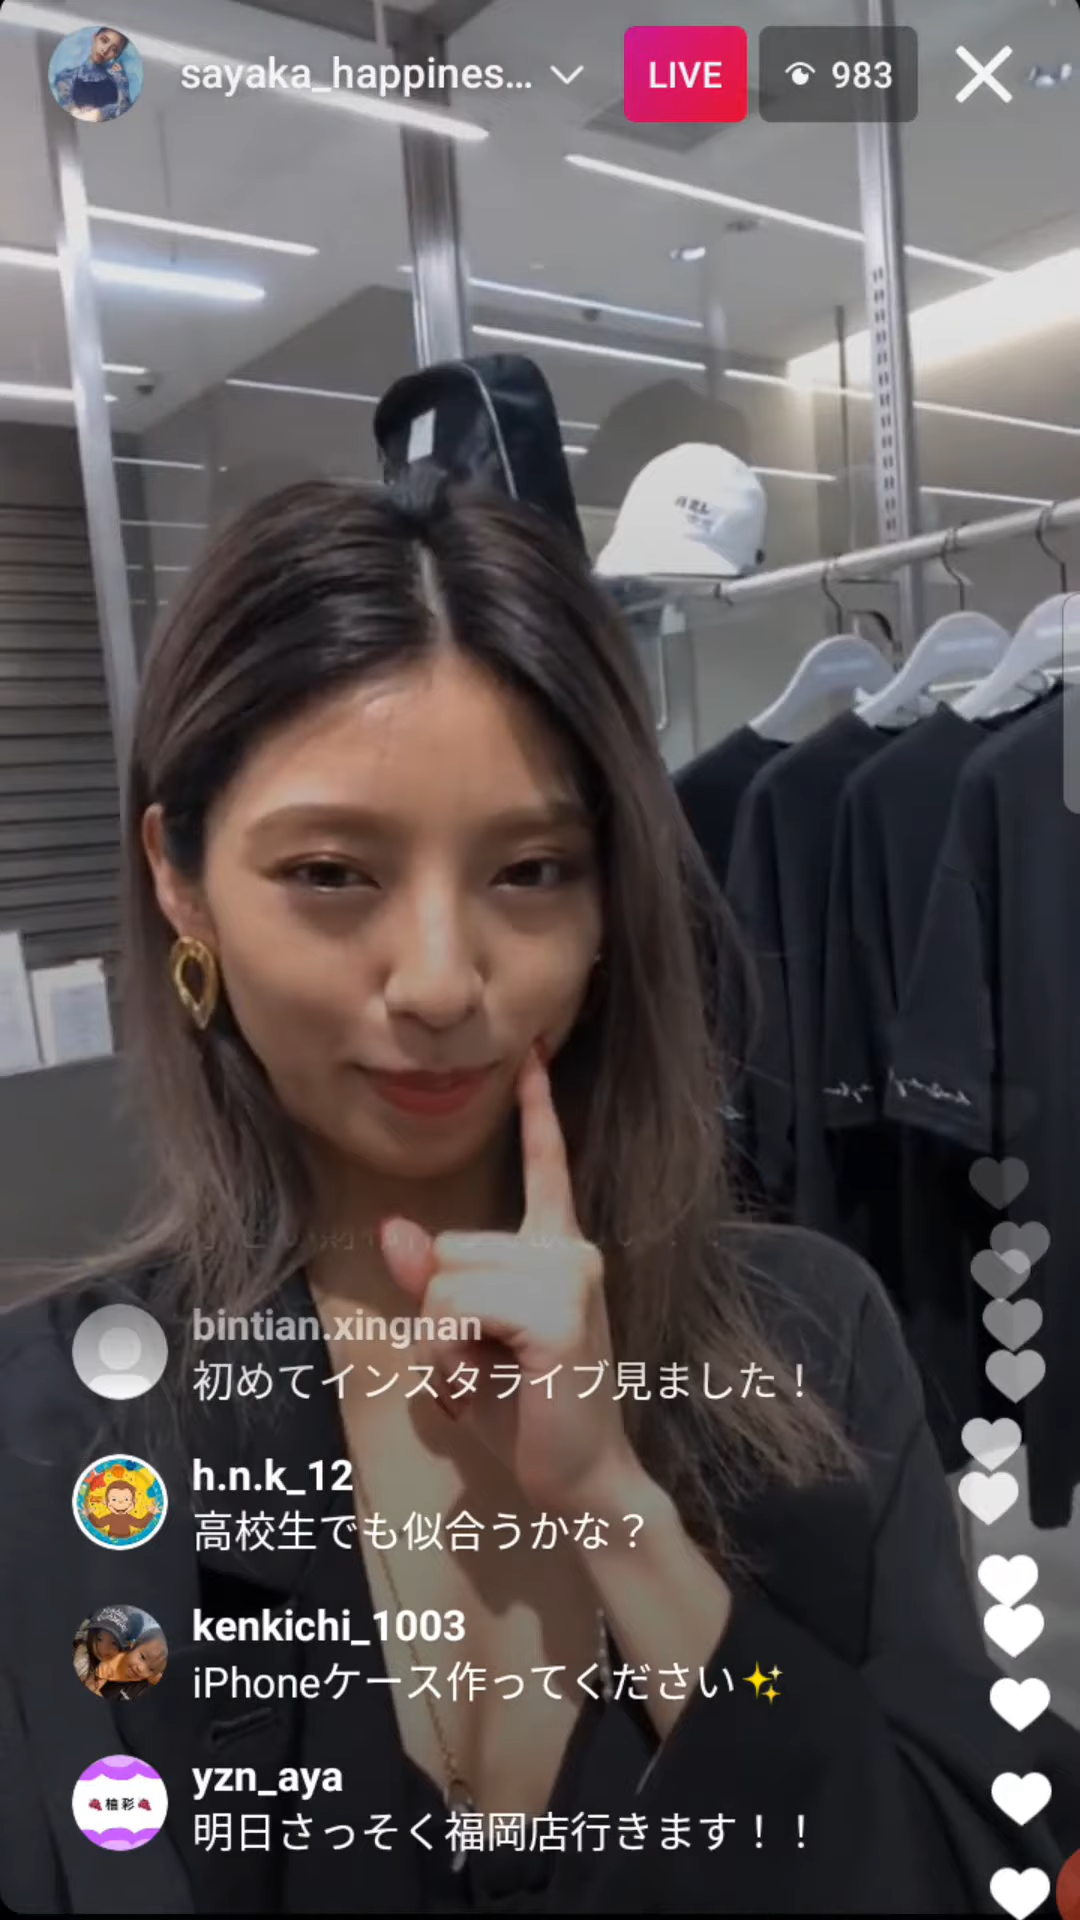 sayaka_happines...
LIVE
983
bintian.xingnan
初めてインスタライブ見ました！
h.n.k_12
高校生でも似合うかな？
kenkichi_1003
iPhoneケース作ってください✨
yzn_aya
柚彩
明日さっそく福岡店行きます！！